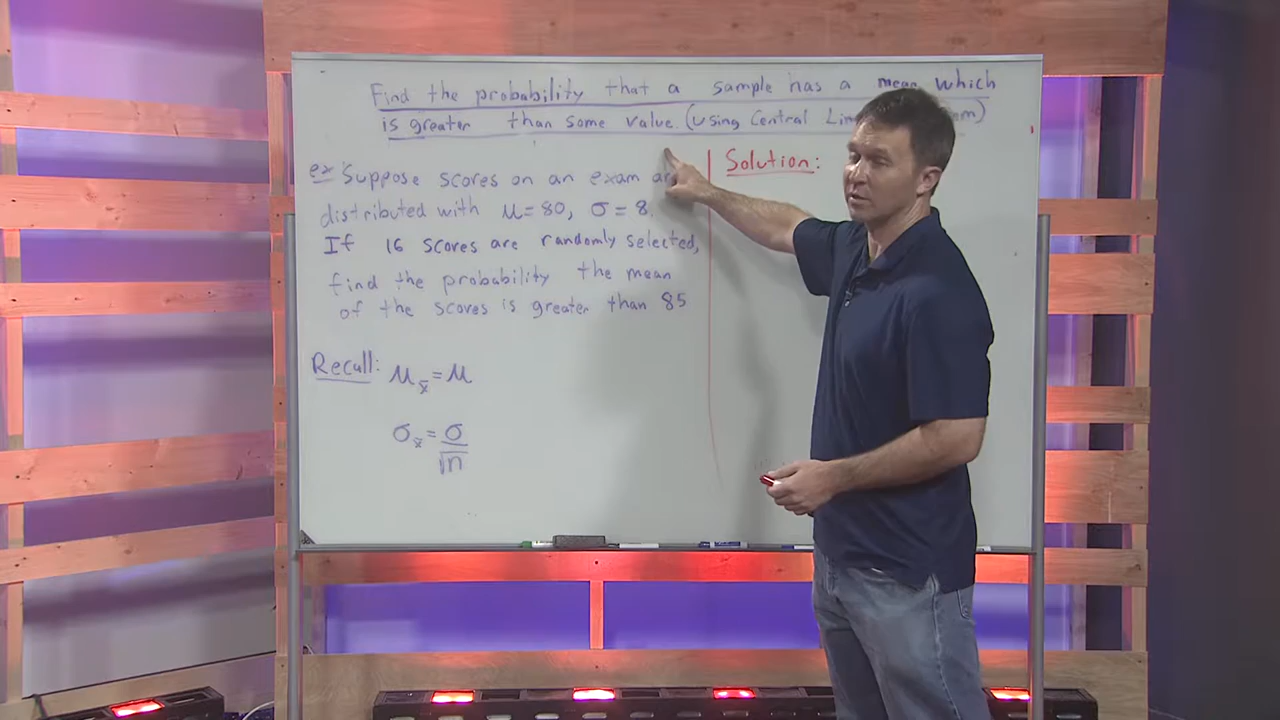 Find the probability that a sample has a mean which
is greater than some value. (using Central
ex Suppose scores on an exam are
distributed with μ=80, σ=8.
If 16 scores are randomly selected,
find the probability the mean
of the scores is greater than 85
Recall: μx̄ = μ
σx̄ = σ/√n
Solution: